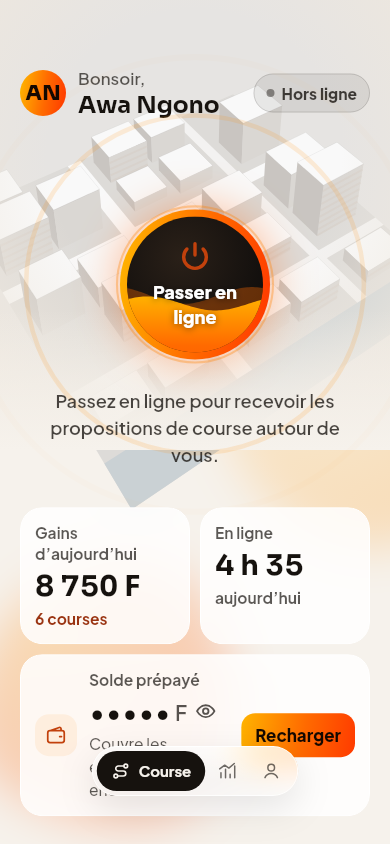 AN
Bonsoir,
Awa Ngono
Hors ligne
Passer en
ligne
Passez en ligne pour recevoir les
propositions de course autour de
vous.
Gains
d’aujourd’hui
8 750 F
6 courses
En ligne
4 h 35
aujourd’hui
Solde prépayé
●●●●● F
Couvre les
Recharger
Course